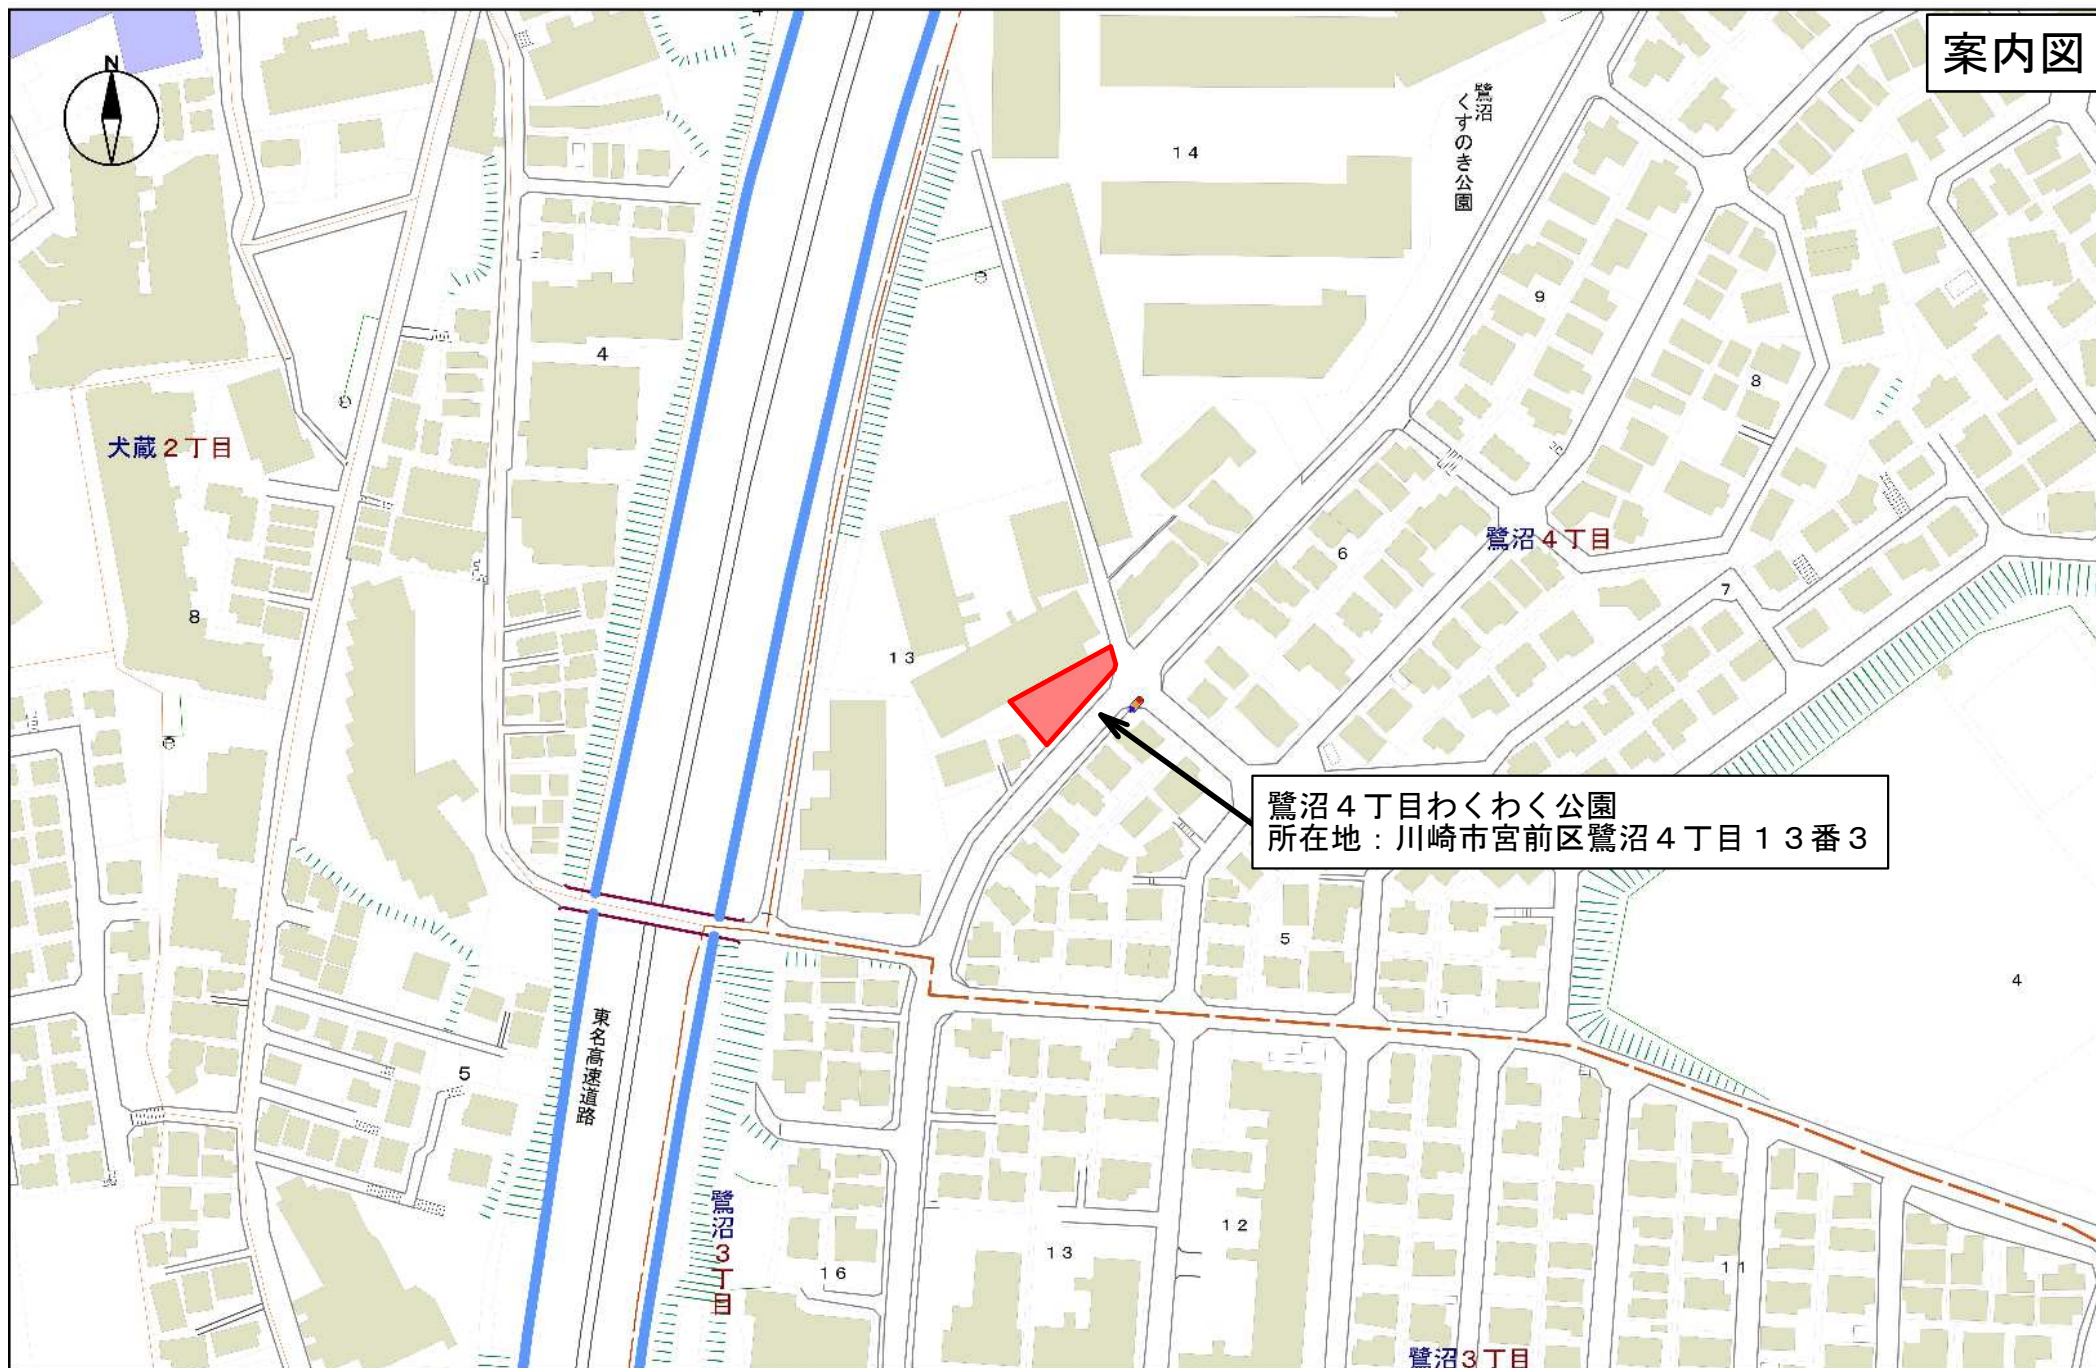 案内図
N
4
14
鷺沼
くすのき公園
9
4
8
犬蔵2丁目
鷺沼4丁目
6
7
8
13
鷺沼4丁目わくわく公園
所在地：川崎市宮前区鷺沼4丁目13番3
5
4
東名高速道路
5
鷺沼3丁目
12
13
16
11
鷺沼3丁目